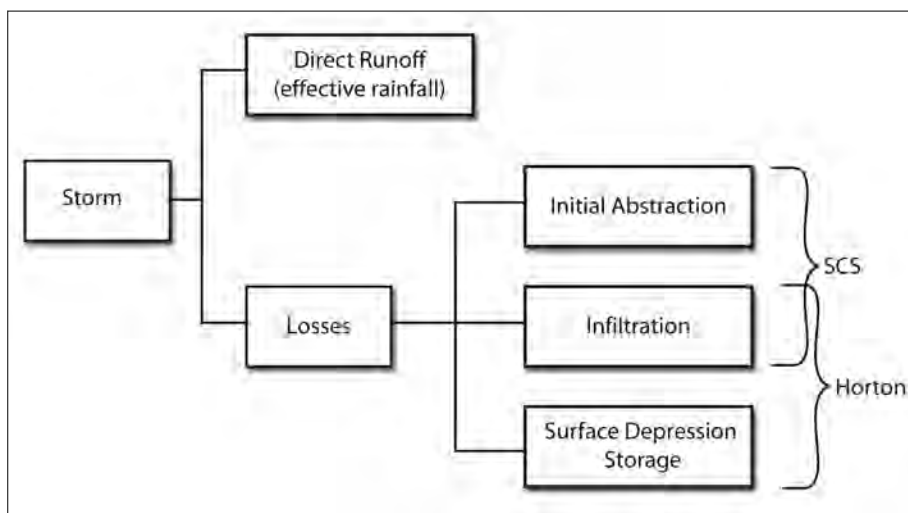 Direct Runoff
(effective rainfall)
Storm
Initial Abstraction
SCS
Losses
Infiltration
Horton
Surface Depression
Storage